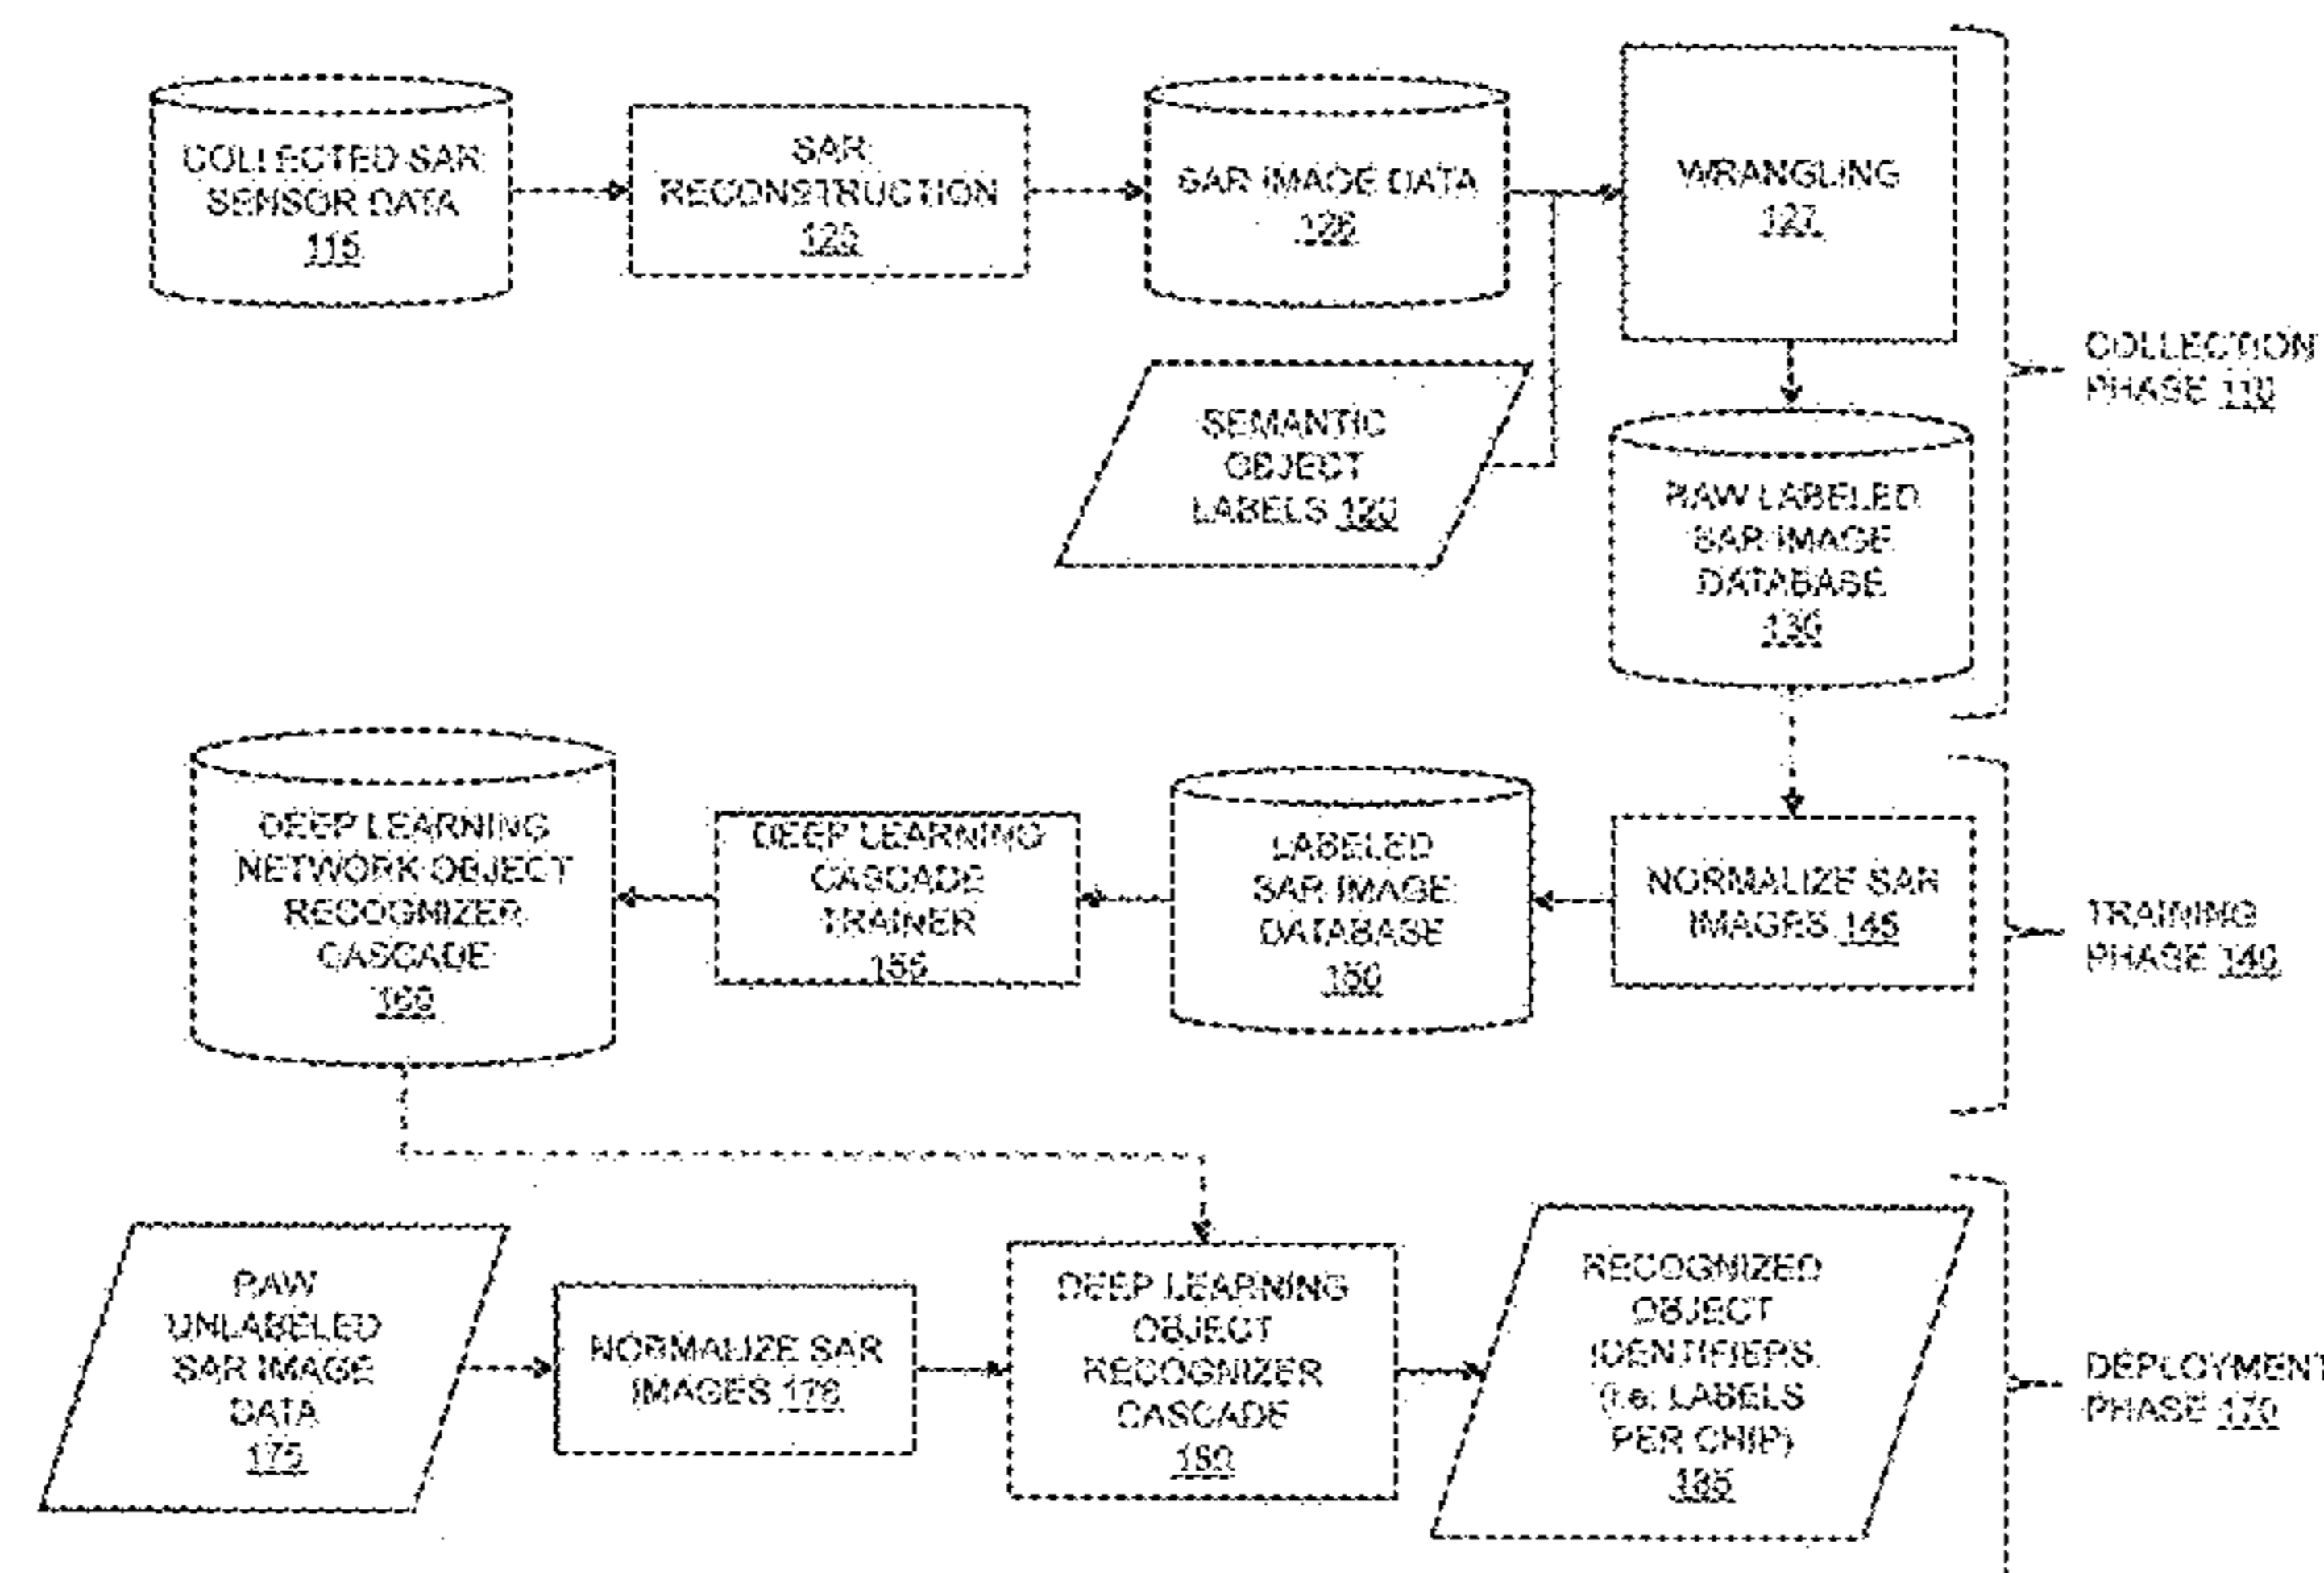 COLLECTED SAR
SENSOR DATA
115
SAR
RECONSTRUCTION
125
SAR IMAGE DATA
126
WRANGLING
127
SEMANTIC
OBJECT
LABELS 120
RAW LABELED
SAR IMAGE
DATABASE
130
COLLECTION
PHASE 110
DEEP LEARNING
NETWORK OBJECT
RECOGNIZER
CASCADE
160
DEEP LEARNING
CASCADE
TRAINER
155
LABELED
SAR IMAGE
DATABASE
150
NORMALIZE SAR
IMAGES 145
TRAINING
PHASE 140
RAW
UNLABELED
SAR IMAGE
DATA
175
NORMALIZE SAR
IMAGES 176
DEEP LEARNING
OBJECT
RECOGNIZER
CASCADE
180
RECOGNIZED
OBJECT
IDENTIFIERS
(i.e. LABELS
PER CHIP)
185
DEPLOYMENT
PHASE 170